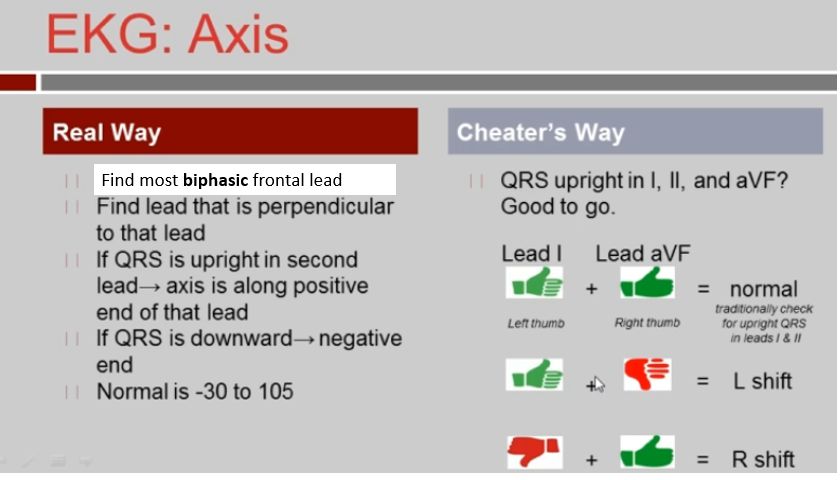 EKG: Axis
Real Way
Find most biphasic frontal lead
Find lead that is perpendicular
to that lead
If QRS is upright in second
lead→ axis is along positive
end of that lead
If QRS is downward→ negative
end
Normal is -30 to 105
Cheater's Way
QRS upright in I, II, and aVF?
Good to go.
Lead I Lead aVF
+ = normal
Left thumb Right thumb traditionally check
for upright QRS
in leads I & II
+ = L shift
+ = R shift